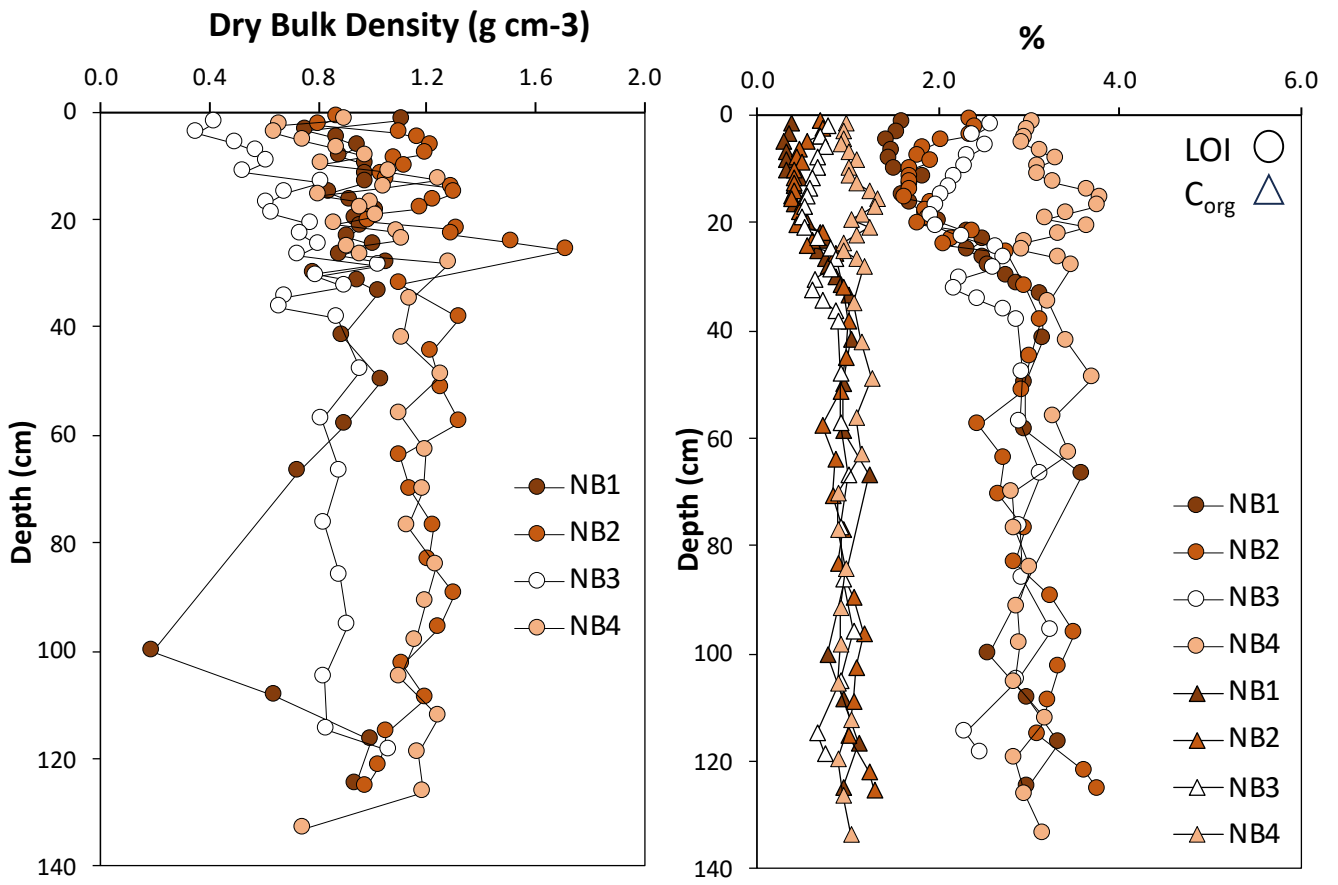 Dry Bulk Density (g cm-3)
0.0 0.4 0.8 1.2 1.6 2.0
0
20
40
60
80
100
120
140
Depth (cm)
NB1
NB2
NB3
NB4
%
0.0 2.0 4.0 6.0
0
20
40
60
80
100
120
140
Depth (cm)
LOI
Corg
NB1
NB2
NB3
NB4
NB1
NB2
NB3
NB4